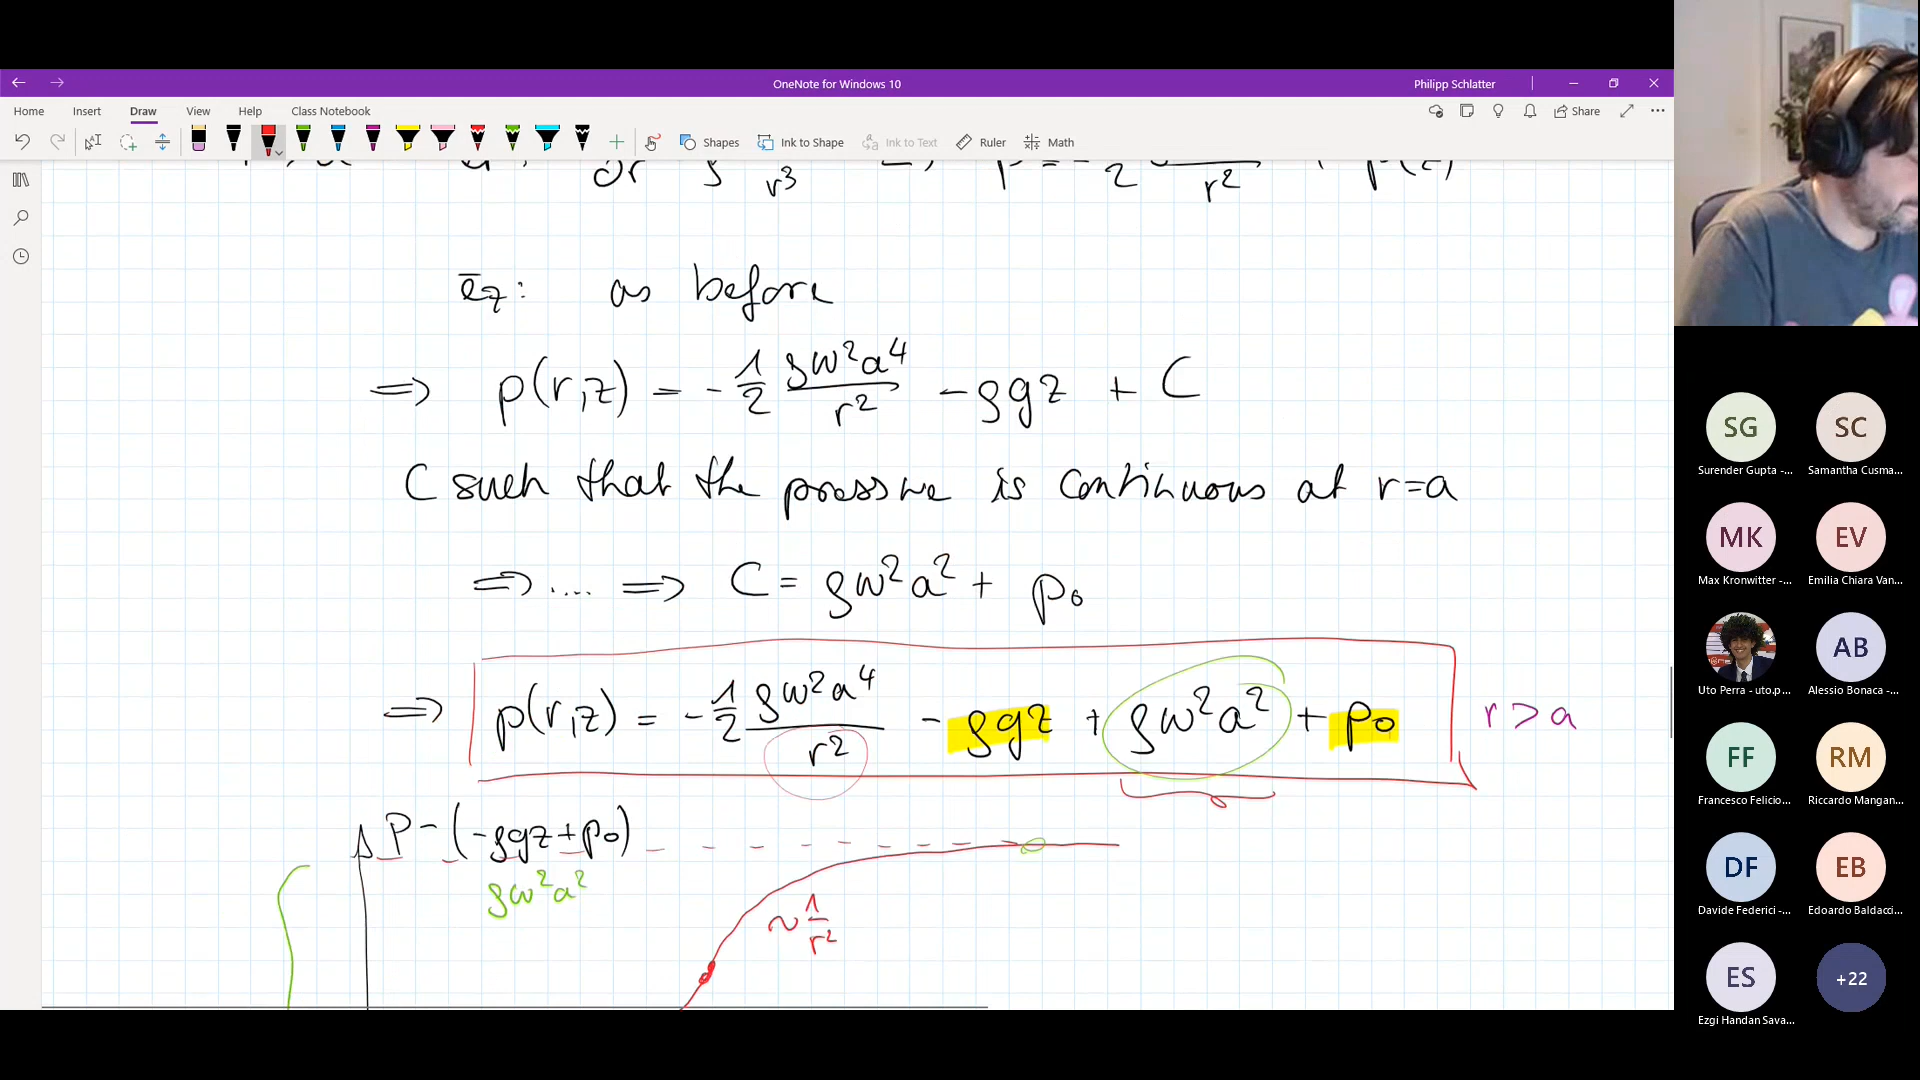 OneNote for Windows 10
Philipp Schlatter
Home Insert Draw View Help Class Notebook
Share
Shapes Ink to Shape Ink to Text Ruler Math
∂r ρ r³ 2 r²
ēz: as before
⇒ p(r,z) = -1/2 ρω²a⁴/r² - ρgz + C
C such that the pressure is continuous at r=a
⇒ .... ⇒ C = ρω²a² + p₀
⇒ p(r,z) = -1/2 ρω²a⁴/r² - ρgz + ρω²a² + p₀ r > a
P - (-ρgz + p₀)
ρω²a²
~ 1/r²
SG
Surender Gupta -...
SC
Samantha Cusma...
MK
Max Kronwitter -...
EV
Emilia Chiara Van...
Uto Perra - uto.p...
AB
Alessio Bonaca -...
FF
Francesco Felicio...
RM
Riccardo Mangan...
DF
Davide Federici -...
EB
Edoardo Baldacci...
ES
Ezgi Handan Sava...
+22